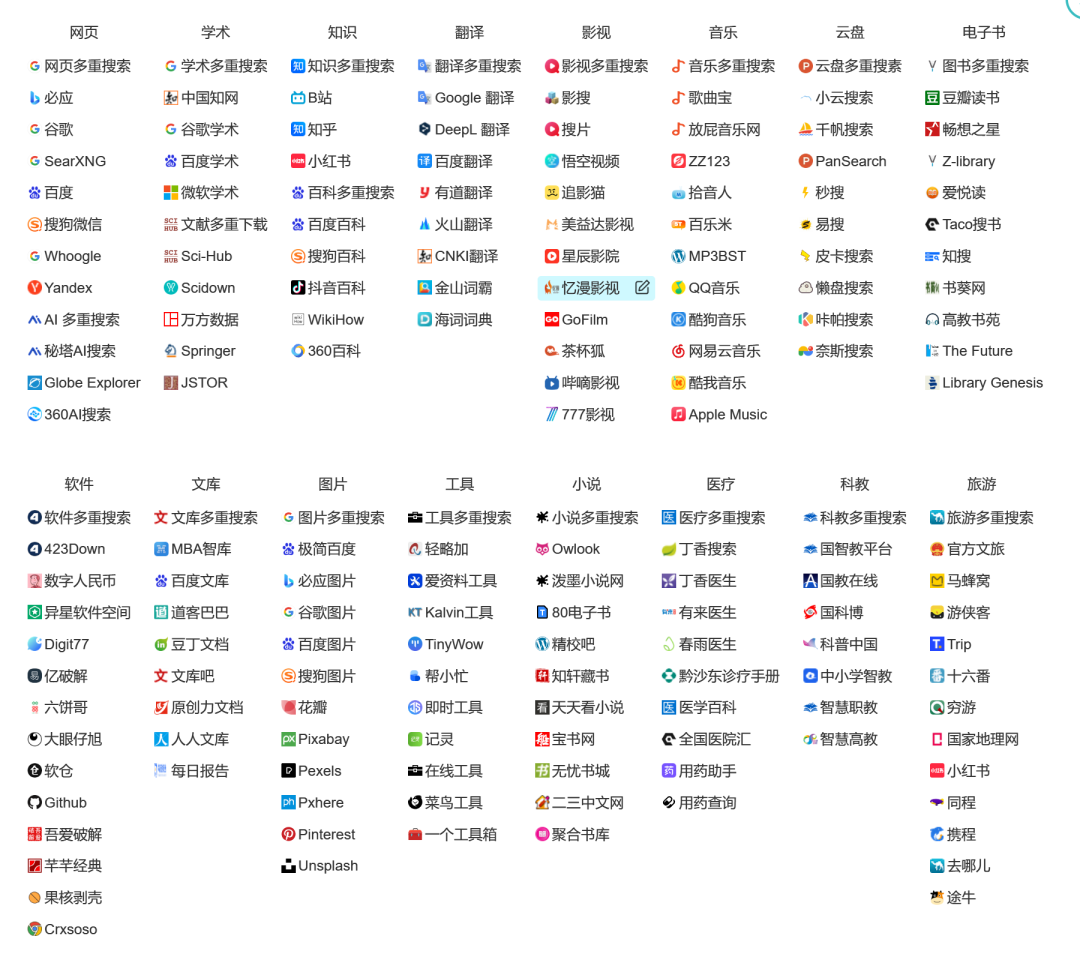 网页
网页多重搜索
必应
谷歌
SearXNG
百度
搜狗微信
Whoogle
Yandex
AI 多重搜索
秘塔AI搜索
Globe Explorer
360AI搜索
学术
学术多重搜索
中国知网
谷歌学术
百度学术
微软学术
文献多重下载
Sci-Hub
Scidown
万方数据
Springer
JSTOR
知识
知识多重搜索
B站
知乎
小红书
百科多重搜索
百度百科
搜狗百科
抖音百科
WikiHow
360百科
翻译
翻译多重搜索
Google 翻译
DeepL 翻译
百度翻译
有道翻译
火山翻译
CNKI翻译
金山词霸
海词词典
影视
影视多重搜索
影搜
搜片
悟空视频
追影猫
美益达影视
星辰影院
忆漫影视
GoFilm
茶杯狐
哔嘀影视
777影视
音乐
音乐多重搜索
歌曲宝
放屁音乐网
ZZ123
拾音人
百乐米
MP3BST
QQ音乐
酷狗音乐
网易云音乐
酷我音乐
Apple Music
云盘
云盘多重搜素
小云搜索
千帆搜索
PanSearch
秒搜
易搜
皮卡搜索
懒盘搜索
咔帕搜索
奈斯搜索
电子书
图书多重搜索
豆瓣读书
畅想之星
Z-library
爱悦读
Taco搜书
知搜
书葵网
高教书苑
The Future
Library Genesis
软件
软件多重搜索
423Down
数字人民币
异星软件空间
Digit77
亿破解
六饼哥
大眼仔旭
软仓
Github
吾爱破解
芊芊经典
果核剥壳
Crxsoso
文库
文库多重搜索
MBA智库
百度文库
道客巴巴
豆丁文档
文库吧
原创力文档
人人文库
每日报告
图片
图片多重搜索
极简百度
必应图片
谷歌图片
百度图片
搜狗图片
花瓣
Pixabay
Pexels
Pxhere
Pinterest
Unsplash
工具
工具多重搜索
轻略加
爱资料工具
Kalvin工具
TinyWow
帮小忙
即时工具
记灵
在线工具
菜鸟工具
一个工具箱
小说
小说多重搜索
Owlook
泼墨小说网
80电子书
精校吧
知轩藏书
天天看小说
宝书网
无忧书城
二三中文网
聚合书库
医疗
医疗多重搜索
丁香搜索
丁香医生
有来医生
春雨医生
黔沙东诊疗手册
医学百科
全国医院汇
用药助手
用药查询
科教
科教多重搜索
国智教平台
国教在线
国科博
科普中国
中小学智教
智慧职教
智慧高教
旅游
旅游多重搜索
官方文旅
马蜂窝
游侠客
Trip
十六番
穷游
国家地理网
小红书
同程
携程
去哪儿
途牛